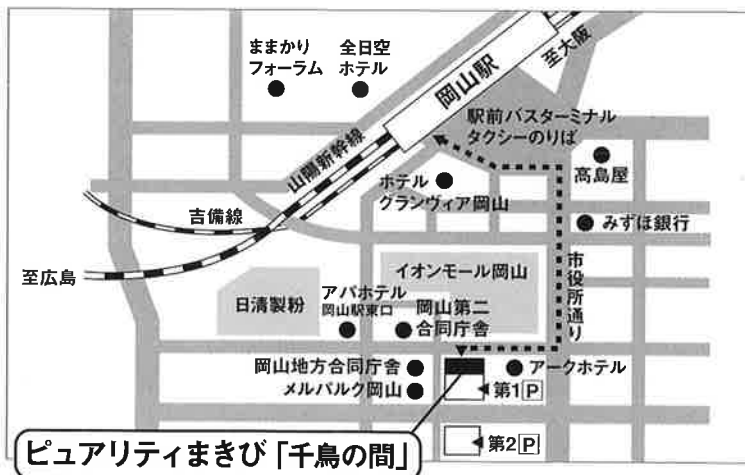 ままかり
フォーラム
全日空
ホテル
岡山駅
至大阪
駅前バスターミナル
タクシーのりば
山陽新幹線
高島屋
ホテル
グランヴィア岡山
吉備線
みずほ銀行
至広島
イオンモール岡山
市役所通り
日清製粉
アパホテル
岡山駅東口
岡山第二
合同庁舎
岡山地方合同庁舎
メルパルク岡山
アークホテル
第1P
第2P
ピュアリティまきび「千鳥の間」